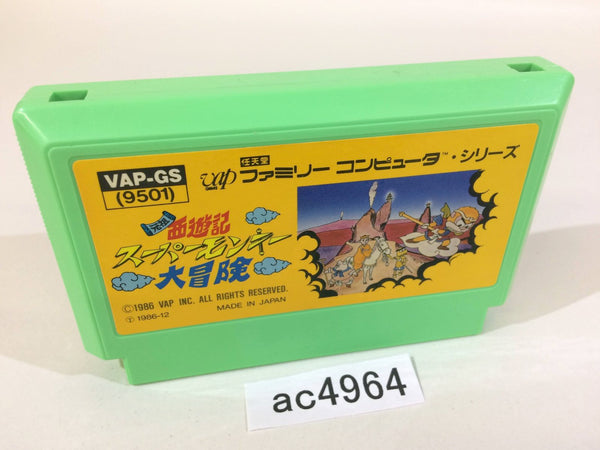 VAP-GS
(9501)
vap
任天堂
ファミリー コンピュータ™・シリーズ
元祖
西遊記
スーパーモンキー
大冒険
©1986 VAP INC. ALL RIGHTS RESERVED.
Ⓣ 1986-12
MADE IN JAPAN
ac4964